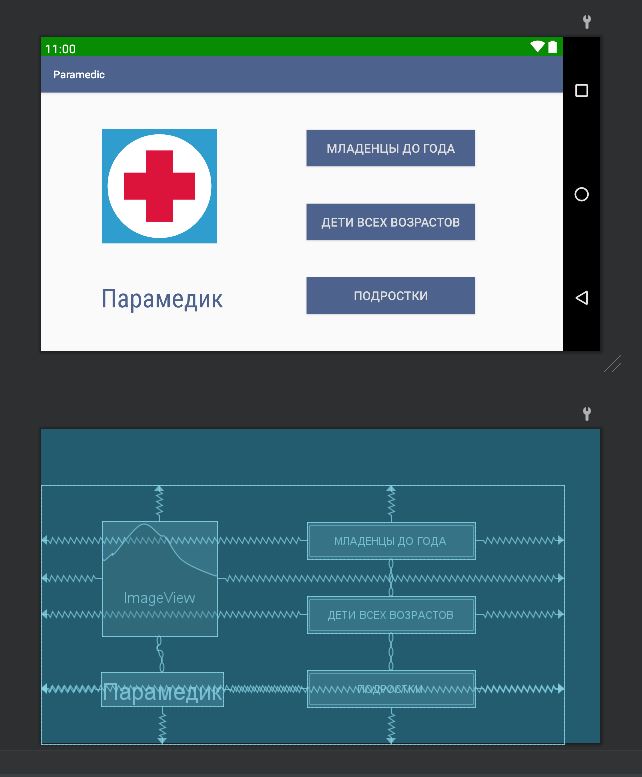 11:00
Paramedic
МЛАДЕНЦЫ ДО ГОДА
ДЕТИ ВСЕХ ВОЗРАСТОВ
Парамедик
ПОДРОСТКИ
МЛАДЕНЦЫ ДО ГОДА
ImageView
ДЕТИ ВСЕХ ВОЗРАСТОВ
Парамедик
ПОДРОСТКИ